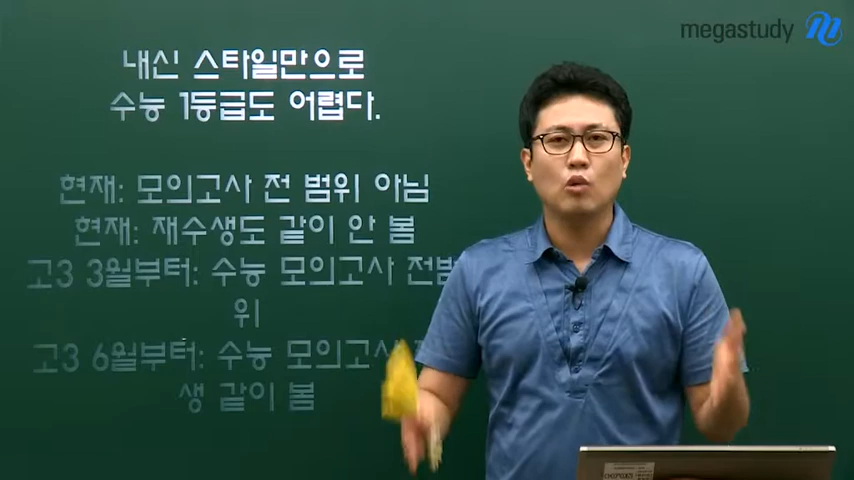 megastudy
내신 스타일만으로
수능 1등급도 어렵다.
현재: 모의고사 전 범위 아님
현재: 재수생도 같이 안 봄
고3 3월부터: 수능 모의고사 전범
위
고3 6월부터: 수능 모의고사
생 같이 봄